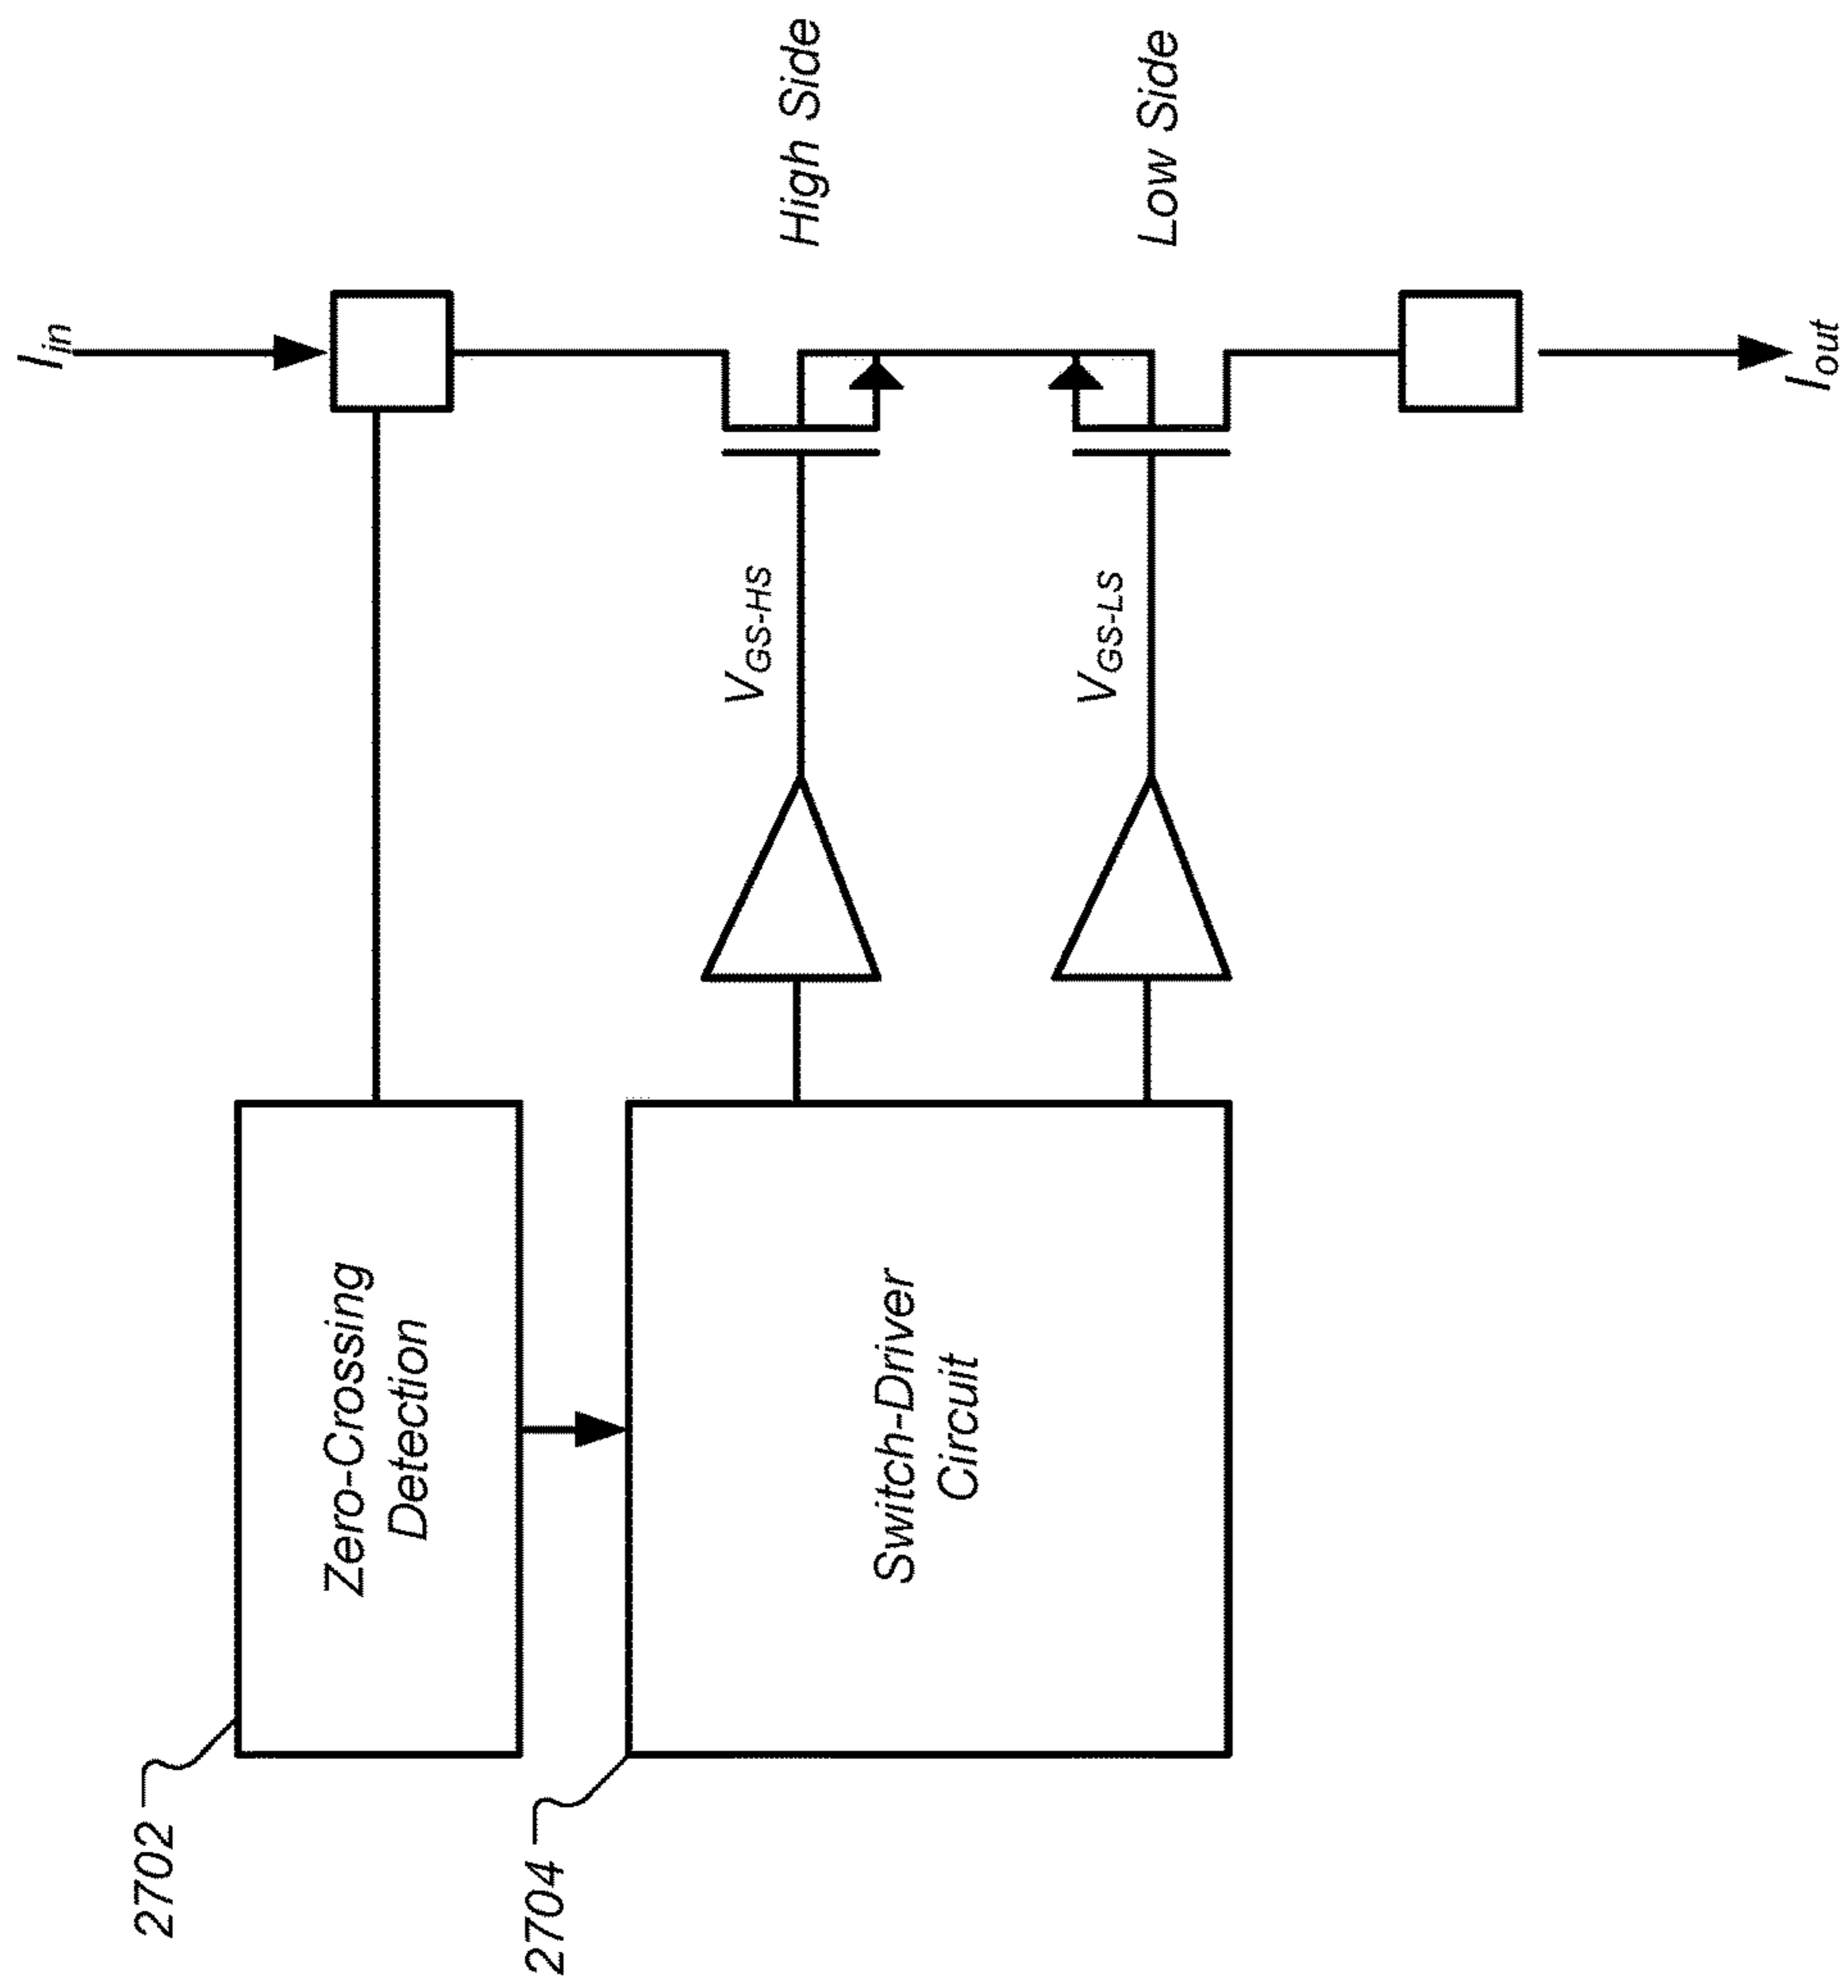 I_in
High Side
Low Side
I_out
V_GS-HS
V_GS-LS
Zero-Crossing
Detection
Switch-Driver
Circuit
2702
2704